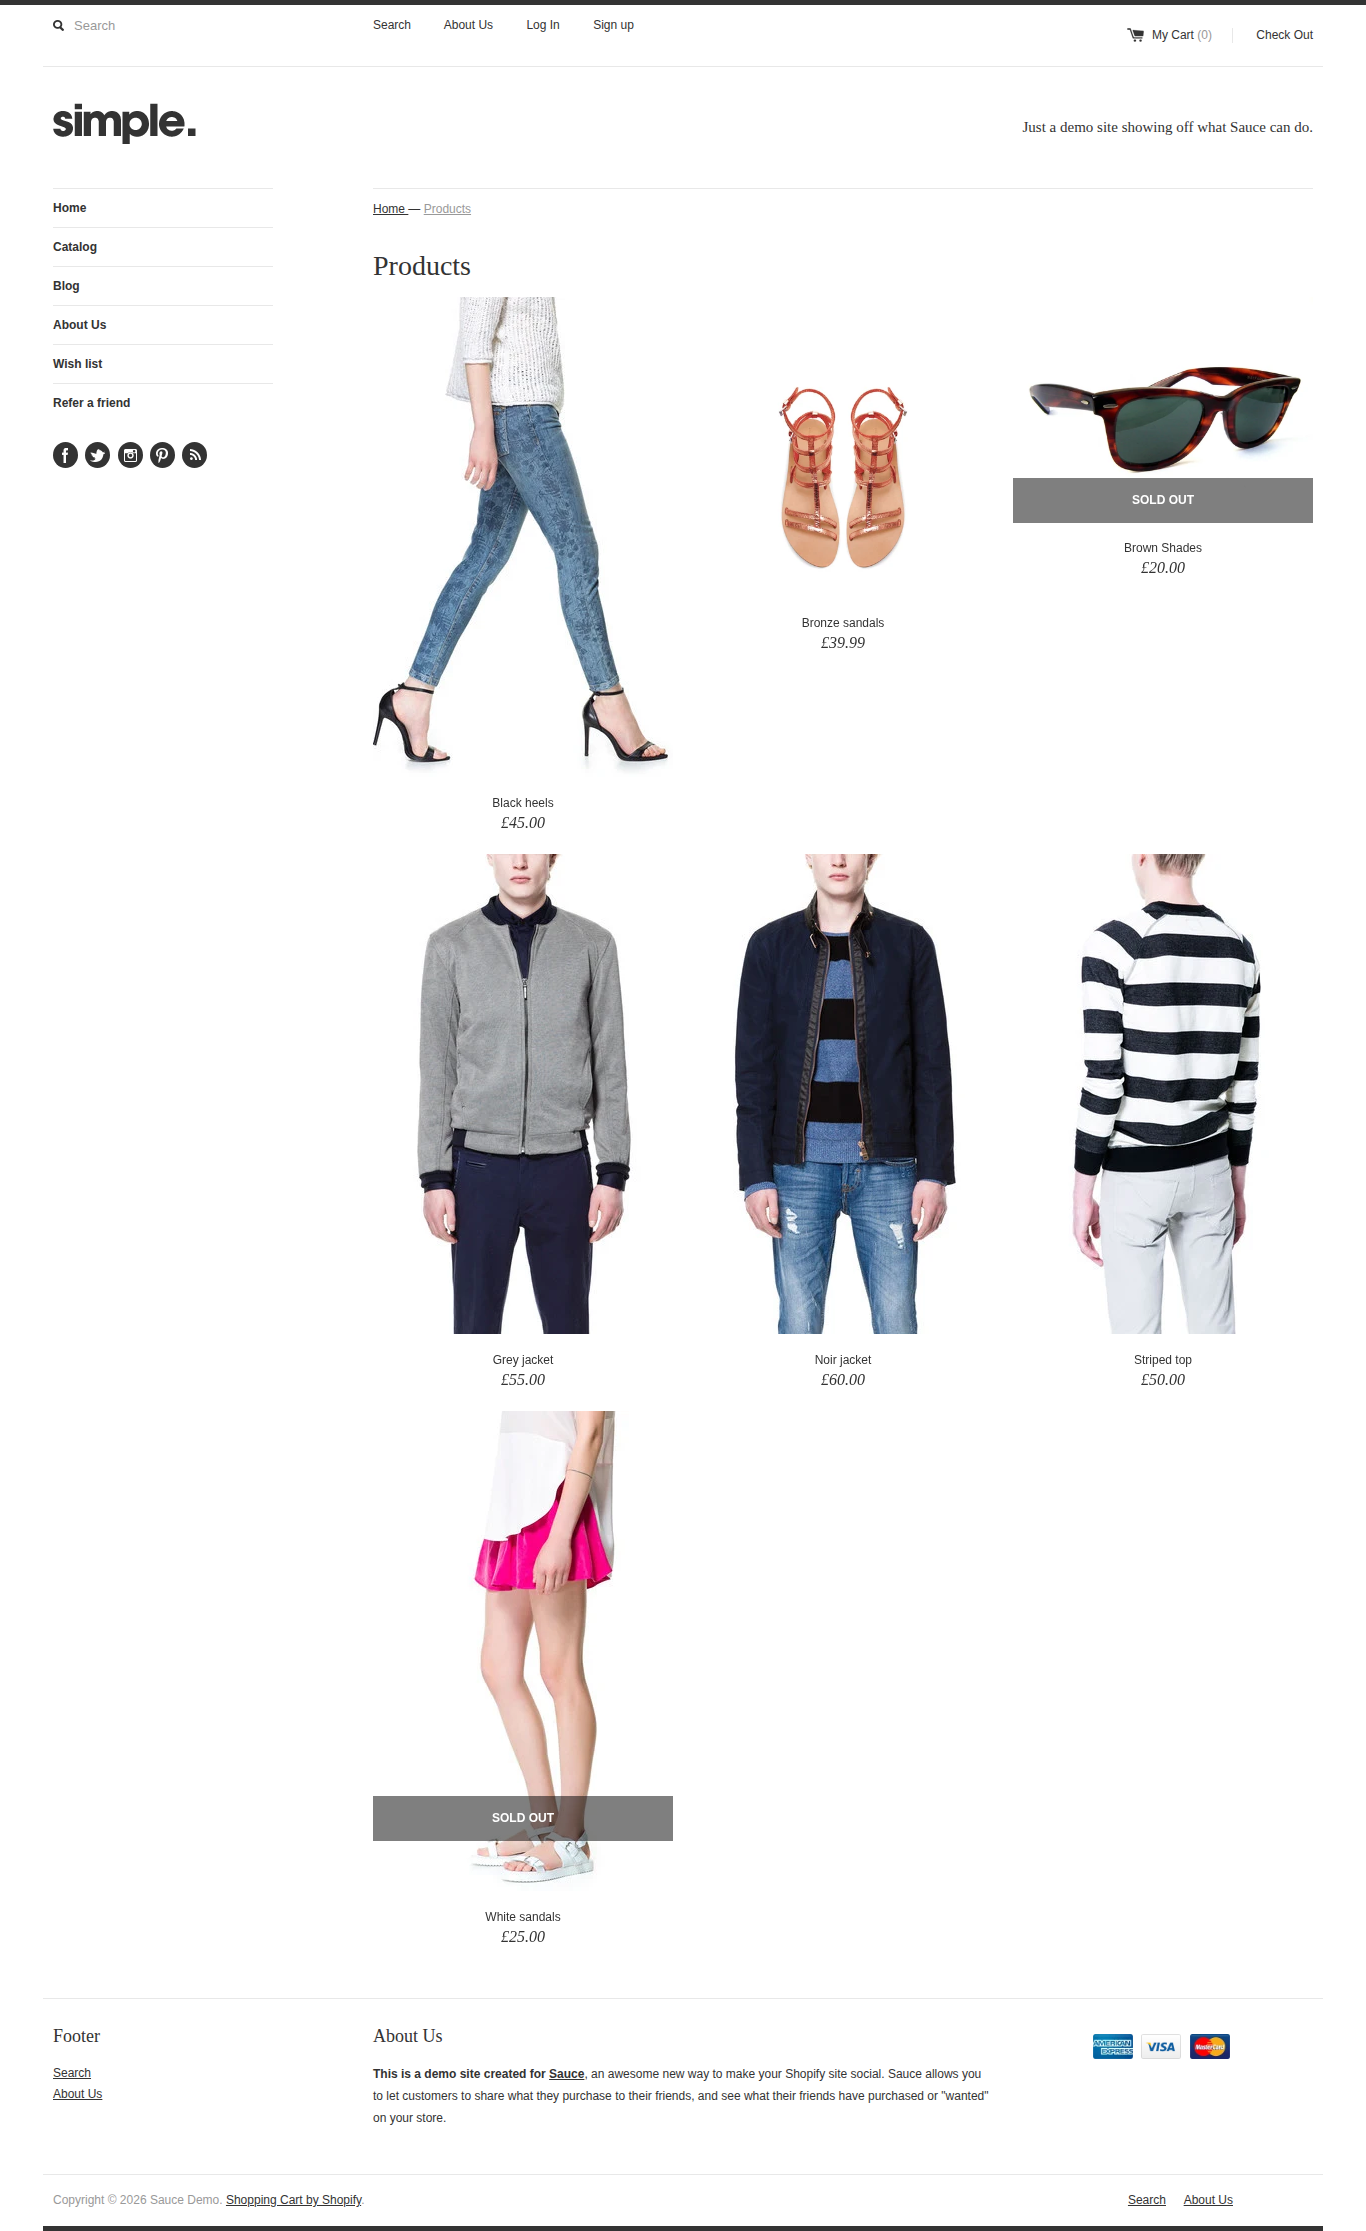 Search
Search About Us Log In Sign up
My Cart (0) Check Out
simple.
Just a demo site showing off what Sauce can do.
Home
Catalog
Blog
About Us
Wish list
Refer a friend
Home — Products
Products
Black heels
£45.00
Bronze sandals
£39.99
SOLD OUT
Brown Shades
£20.00
Grey jacket
£55.00
Noir jacket
£60.00
Striped top
£50.00
SOLD OUT
White sandals
£25.00
Footer
Search
About Us
About Us
This is a demo site created for Sauce, an awesome new way to make your Shopify site social. Sauce allows you
to let customers to share what they purchase to their friends, and see what their friends have purchased or "wanted"
on your store.
AMERICAN EXPRESS
VISA
MasterCard
Copyright © 2026 Sauce Demo. Shopping Cart by Shopify.
Search About Us